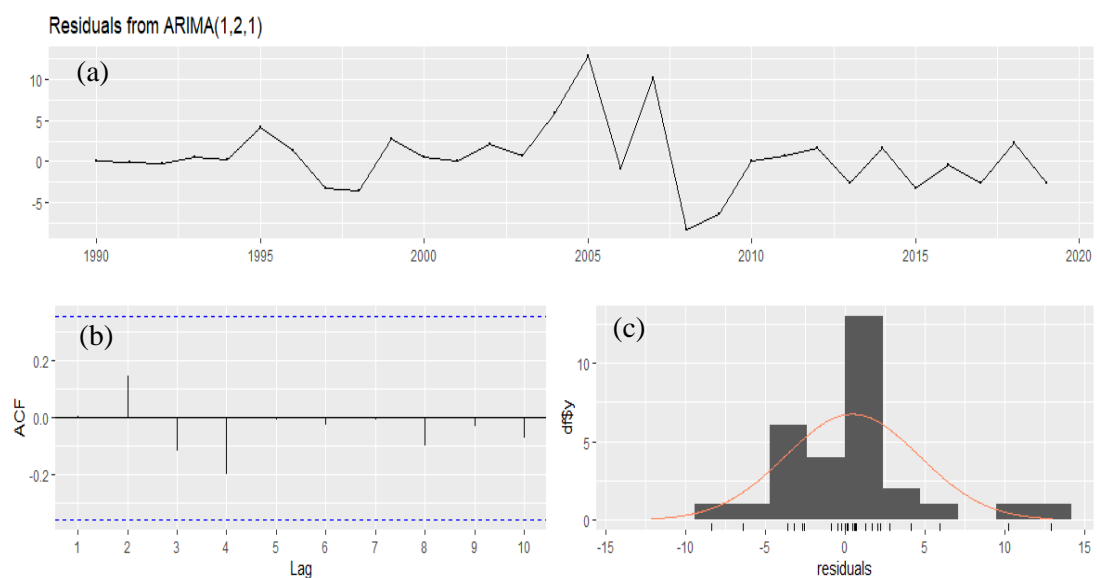 Residuals from ARIMA(1,2,1)
(a)
10
5
0
-5
1990 1995 2000 2005 2010 2015 2020
(b)
ACF
0.2
0.0
-0.2
1 2 3 4 5 6 7 8 9 10
Lag
(c)
df$y
10
5
0
-15 -10 -5 0 5 10 15
residuals